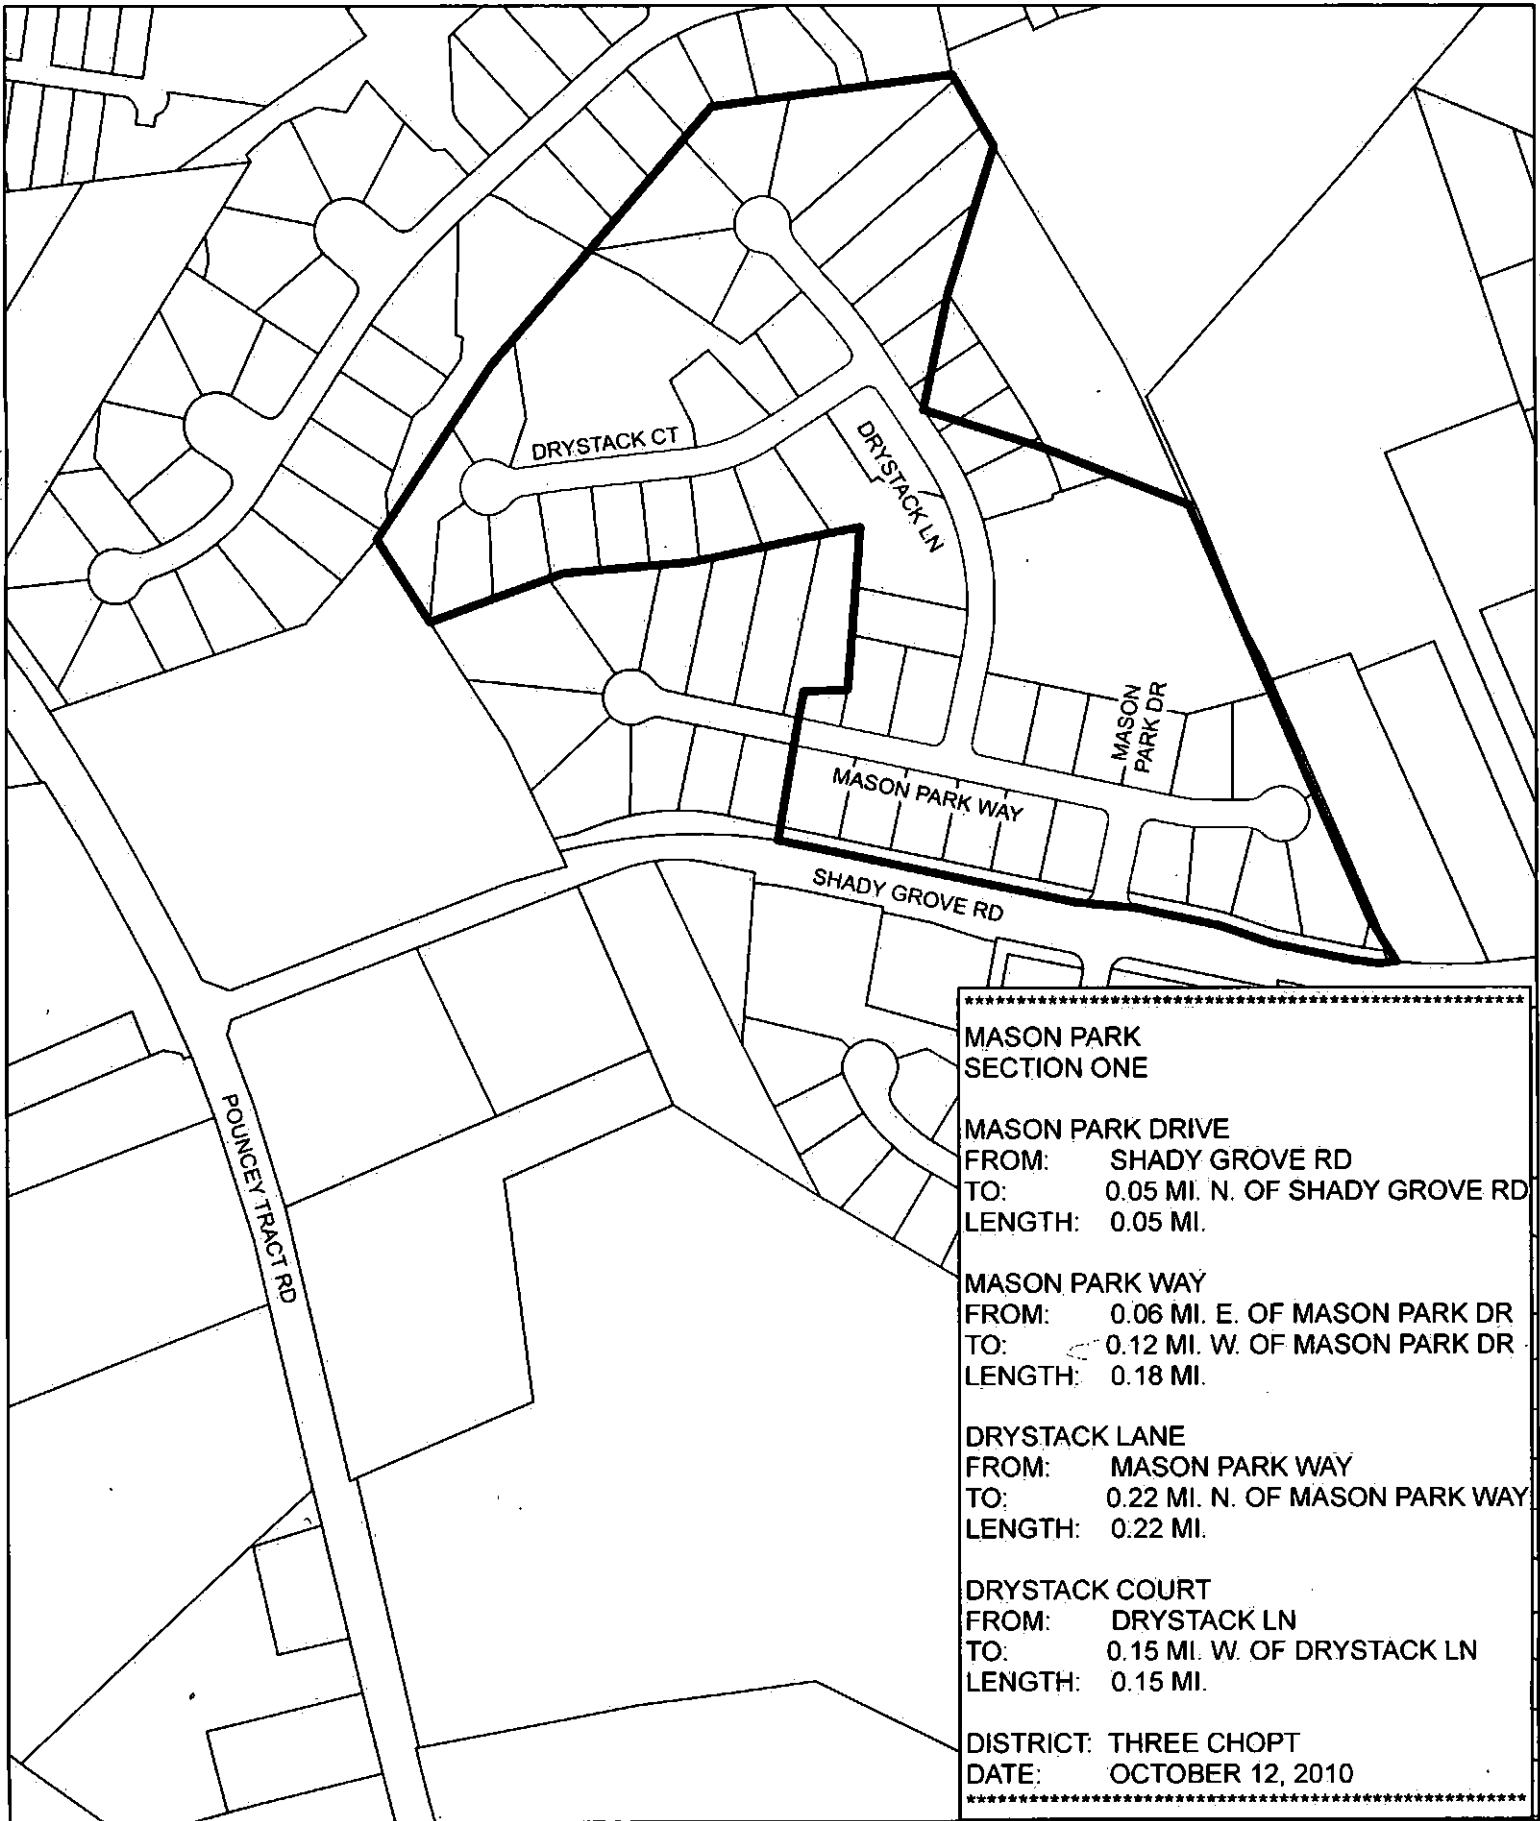 DRYSTACK CT
DRYSTACK LN
MASON
PARK DR
MASON PARK WAY
SHADY GROVE RD
POUNCEY TRACT RD
************************************************************
MASON PARK
SECTION ONE
MASON PARK DRIVE
FROM: SHADY GROVE RD
TO: 0.05 MI. N. OF SHADY GROVE RD
LENGTH: 0.05 MI.
MASON PARK WAY
FROM: 0.06 MI. E. OF MASON PARK DR
TO: 0.12 MI. W. OF MASON PARK DR
LENGTH: 0.18 MI.
DRYSTACK LANE
FROM: MASON PARK WAY
TO: 0.22 MI. N. OF MASON PARK WAY
LENGTH: 0.22 MI.
DRYSTACK COURT
FROM: DRYSTACK LN
TO: 0.15 MI. W. OF DRYSTACK LN
LENGTH: 0.15 MI.
DISTRICT: THREE CHOPT
DATE: OCTOBER 12, 2010
************************************************************